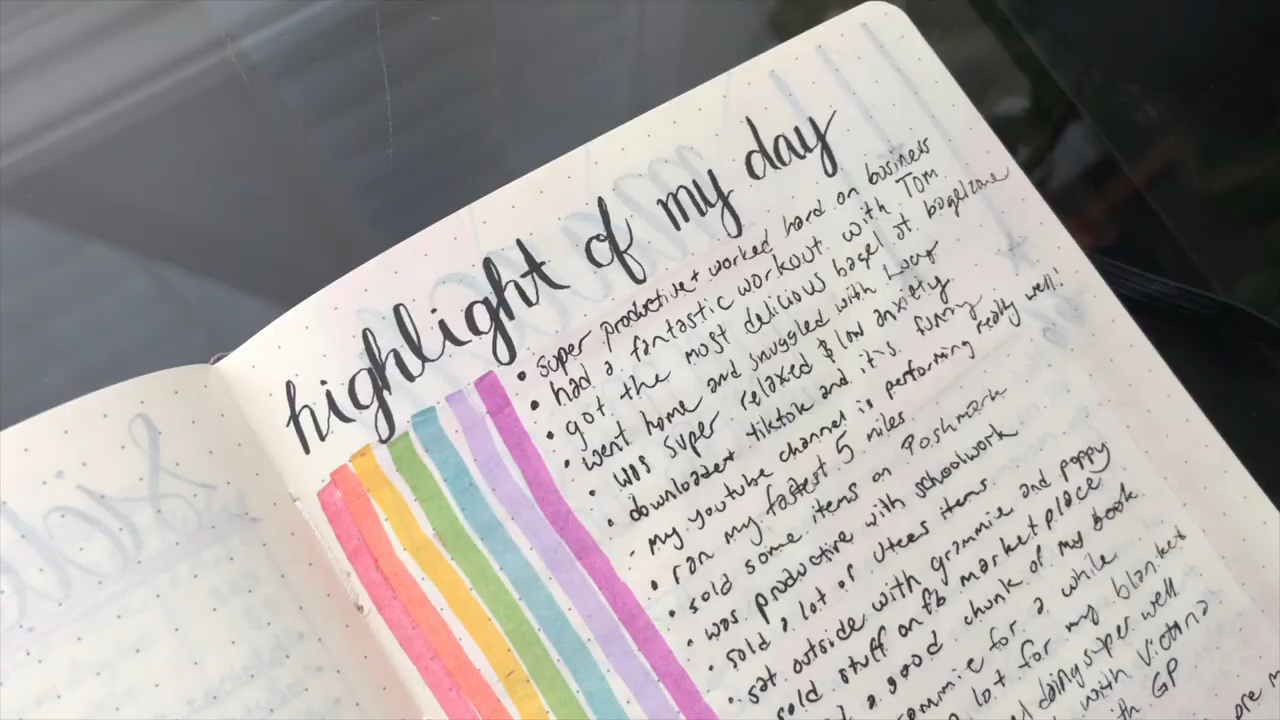 highlight of my day
• super productive + worked hard on business
• had a fantastic workout with TOM
• got the most delicious bagel at bagelzone
• went home and snuggled with Lucy
• was super relaxed & low anxiety
• downloaded tiktok and it's funny
- my youtube channel is performing really well!
• ran my fastest 5 miles
• sold some items on Poshmark
• was productive with schoolwork
• sold a lot of utees items
• sat outside with grammie and poppy
sold stuff on fb market place
a good chunk of my book
for a while
lot for my blanket
doing super well
with Victoria
with GP